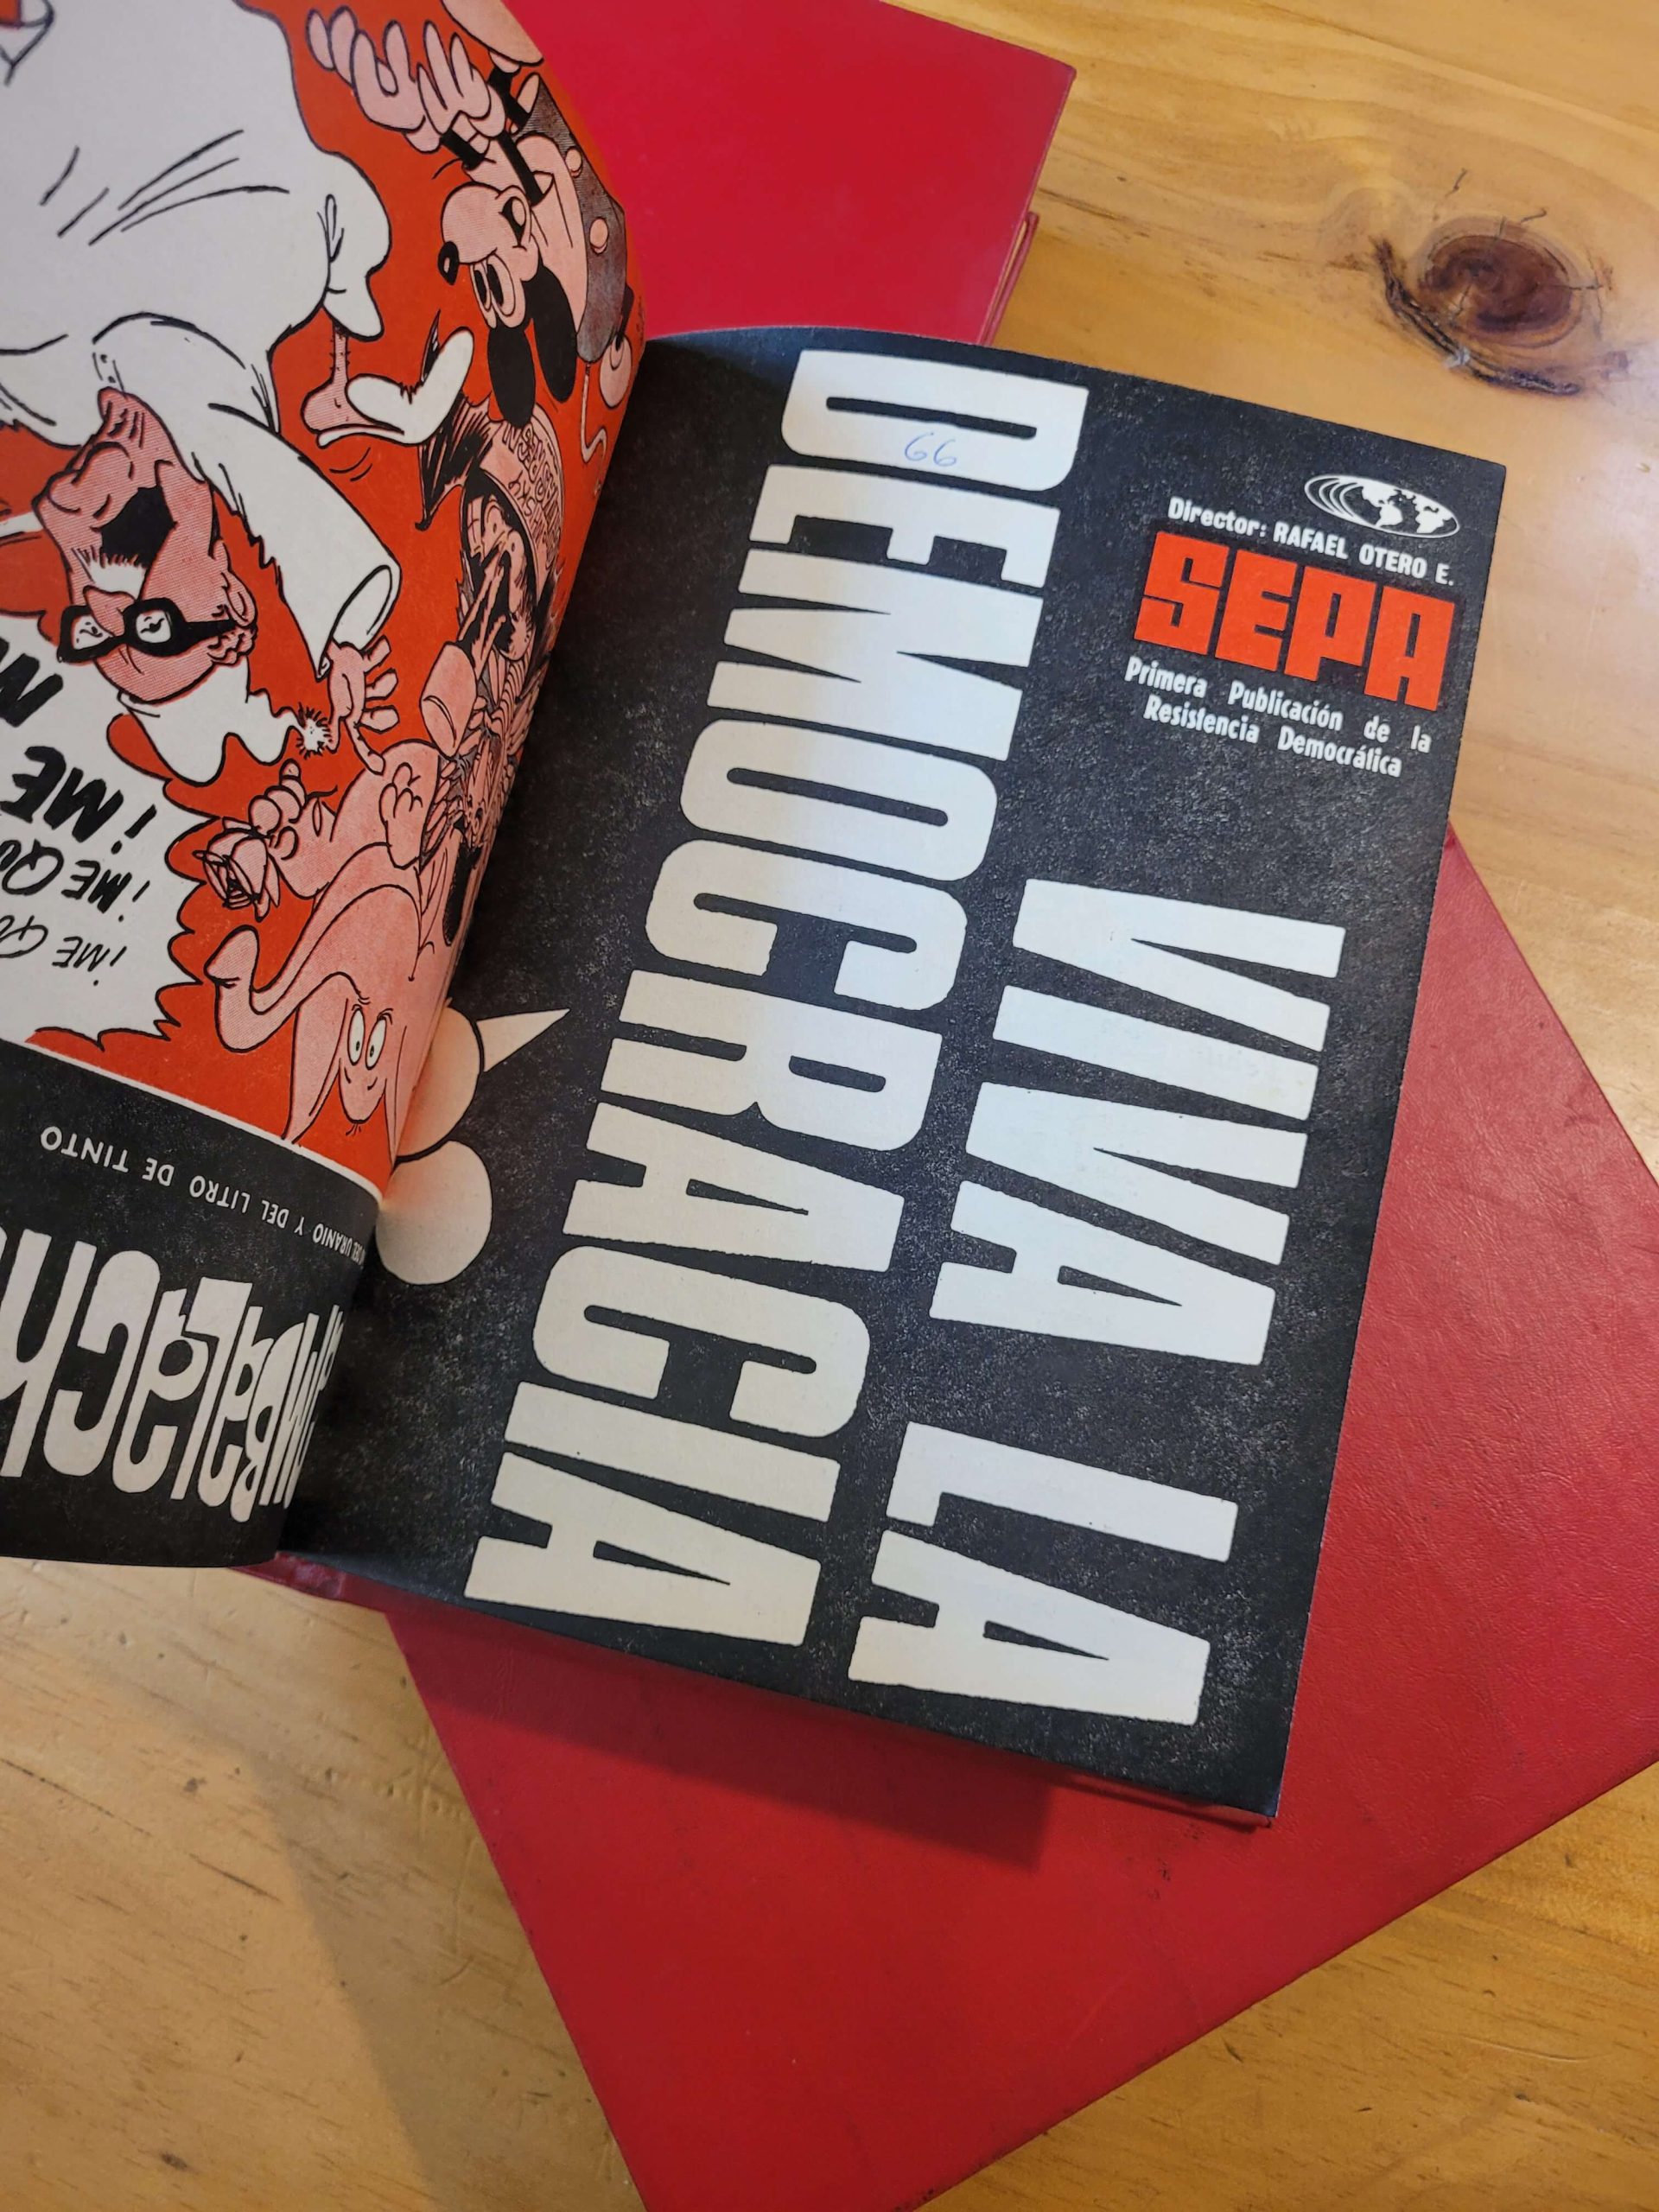 Director: RAFAEL OTERO E.
SEPA
Primera Publicación de la
Resistencia Democrática
VIVA LA
DEMOCRACIA
66
DEL URANIO Y DEL LITRO DE TINTO
¡ME
¡ME
¡ME